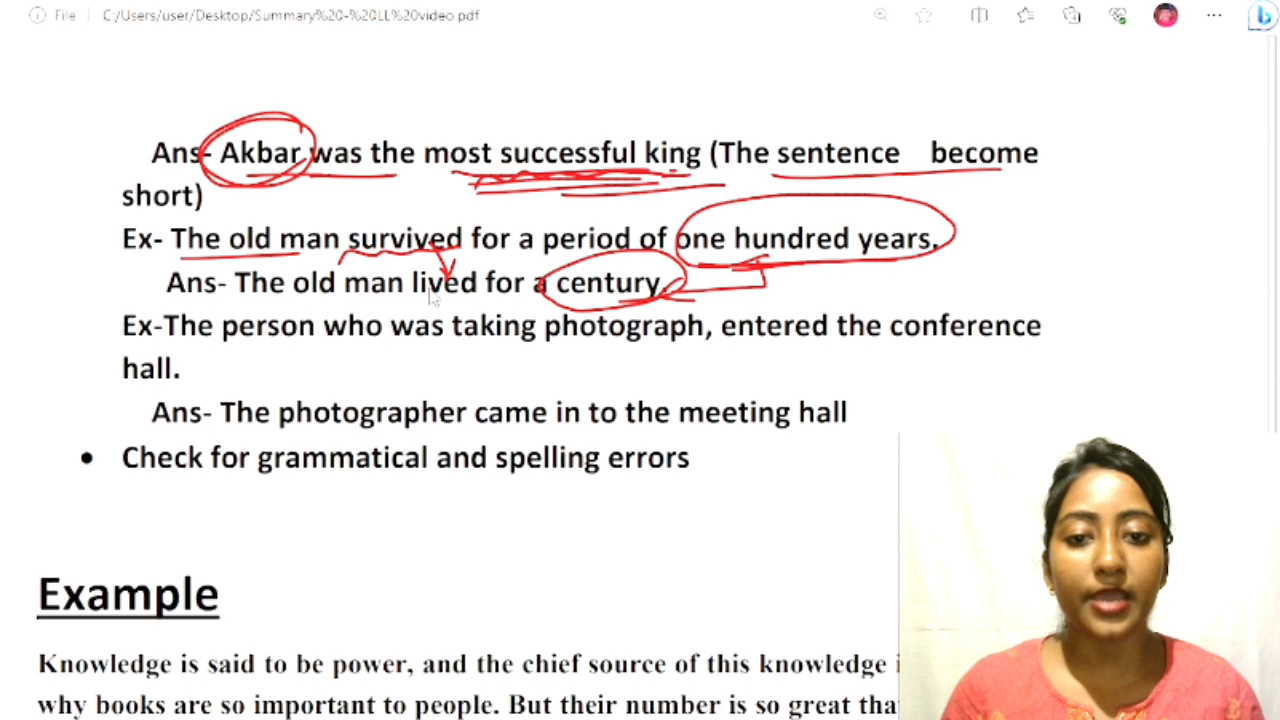 File C:/Users/user/Desktop/Summary%20-%20LL%20video.pdf
Ans- Akbar was the most successful king (The sentence become
short)
Ex- The old man survived for a period of one hundred years.
Ans- The old man lived for a century.
Ex-The person who was taking photograph, entered the conference
hall.
Ans- The photographer came in to the meeting hall
• Check for grammatical and spelling errors
Example
Knowledge is said to be power, and the chief source of this knowledge
why books are so important to people. But their number is so great